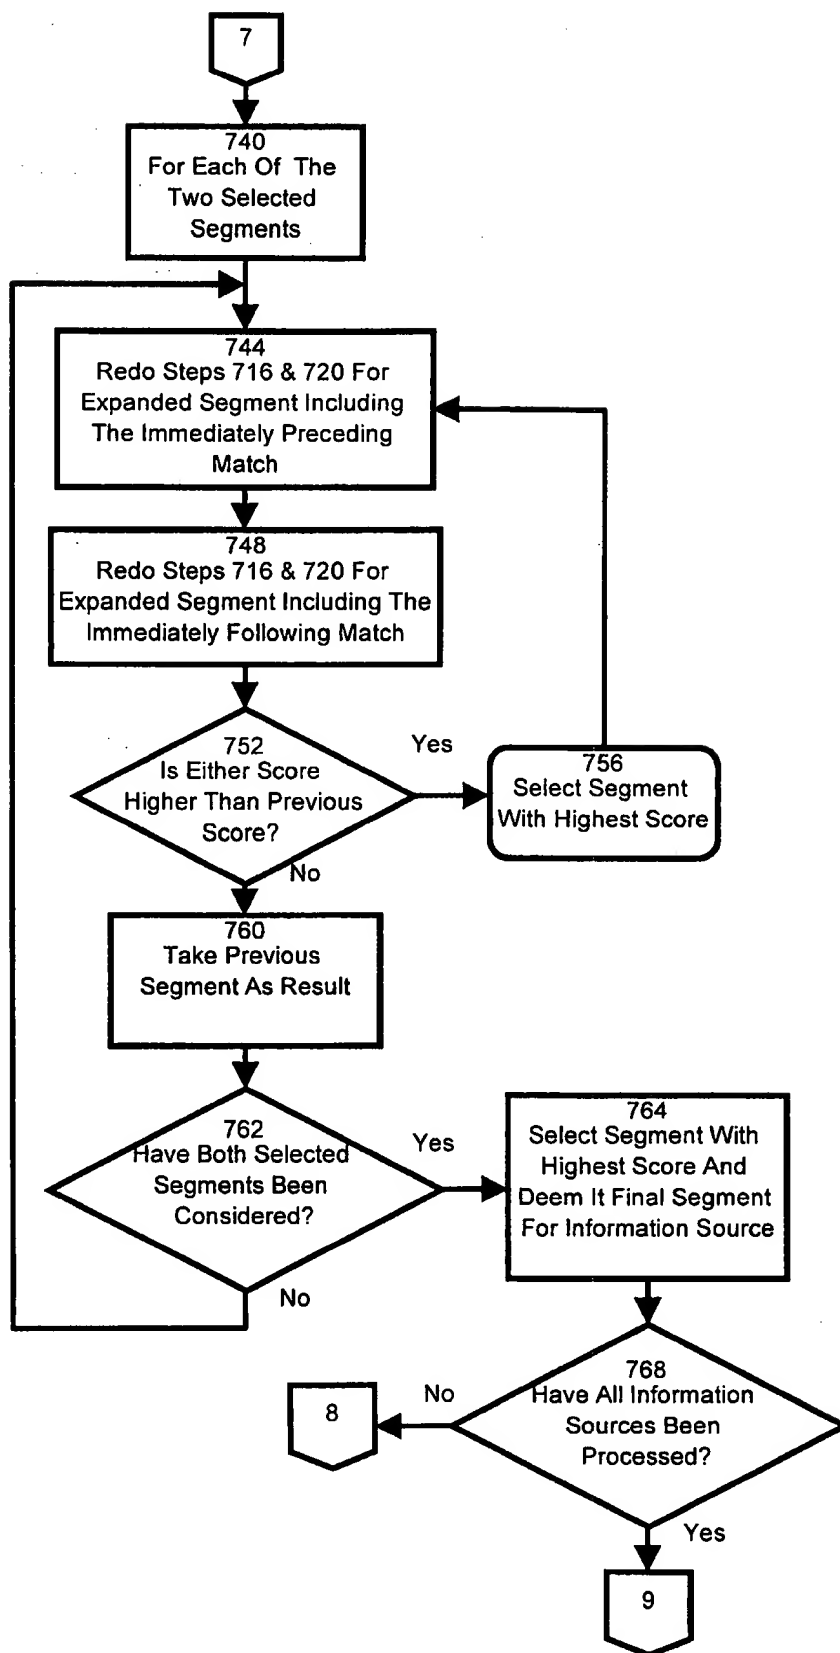 7
740
For Each Of The
Two Selected
Segments
744
Redo Steps 716 & 720 For
Expanded Segment Including
The Immediately Preceding
Match
748
Redo Steps 716 & 720 For
Expanded Segment Including The
Immediately Following Match
752
Is Either Score
Higher Than Previous
Score?
Yes
756
Select Segment
With Highest Score
No
760
Take Previous
Segment As Result
762
Have Both Selected
Segments Been
Considered?
Yes
764
Select Segment With
Highest Score And
Deem It Final Segment
For Information Source
No
768
Have All Information
Sources Been
Processed?
No
8
Yes
9